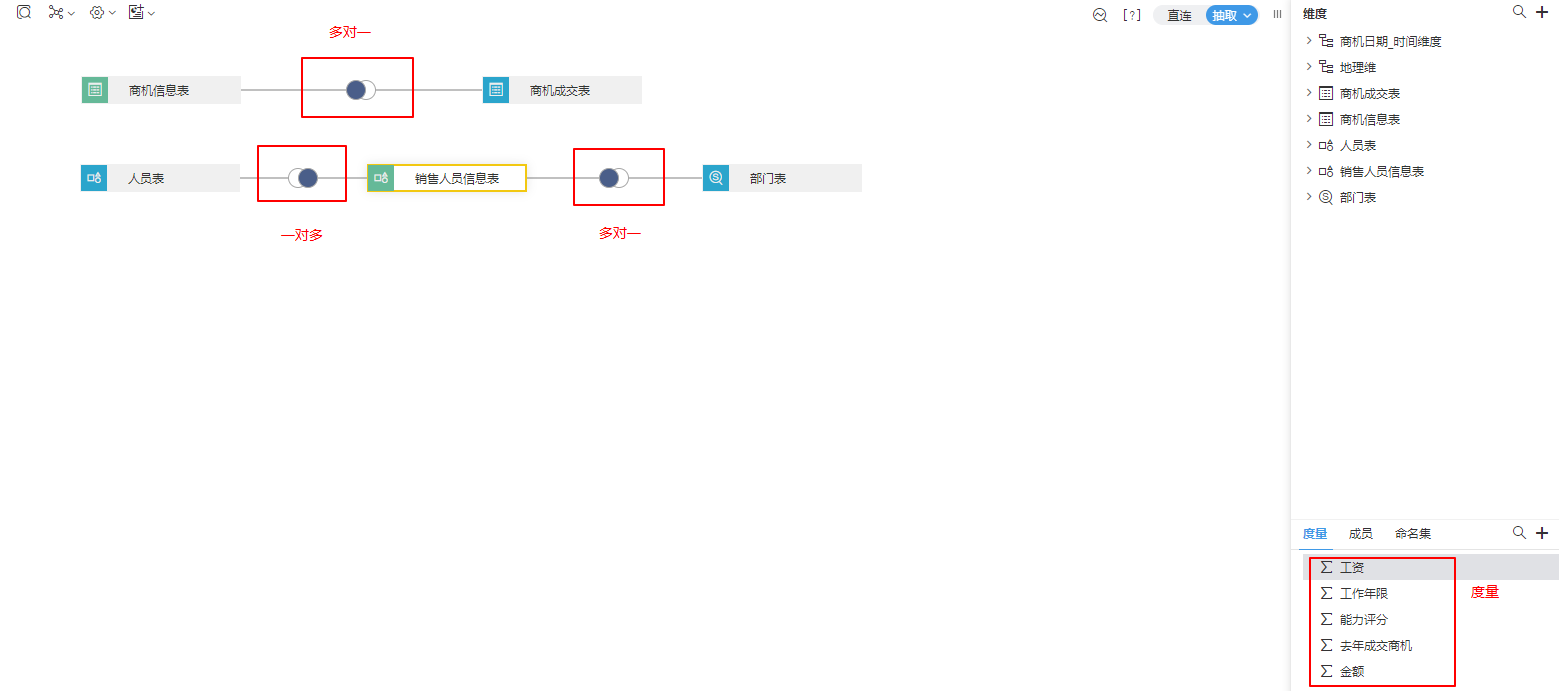 多对一
商机信息表
商机成交表
人员表
销售人员信息表
部门表
一对多
多对一
[?]
直连
抽取
维度
商机日期_时间维度
地理维
商机成交表
商机信息表
人员表
销售人员信息表
部门表
度量
成员
命名集
工资
工作年限
能力评分
去年成交商机
金额
度量